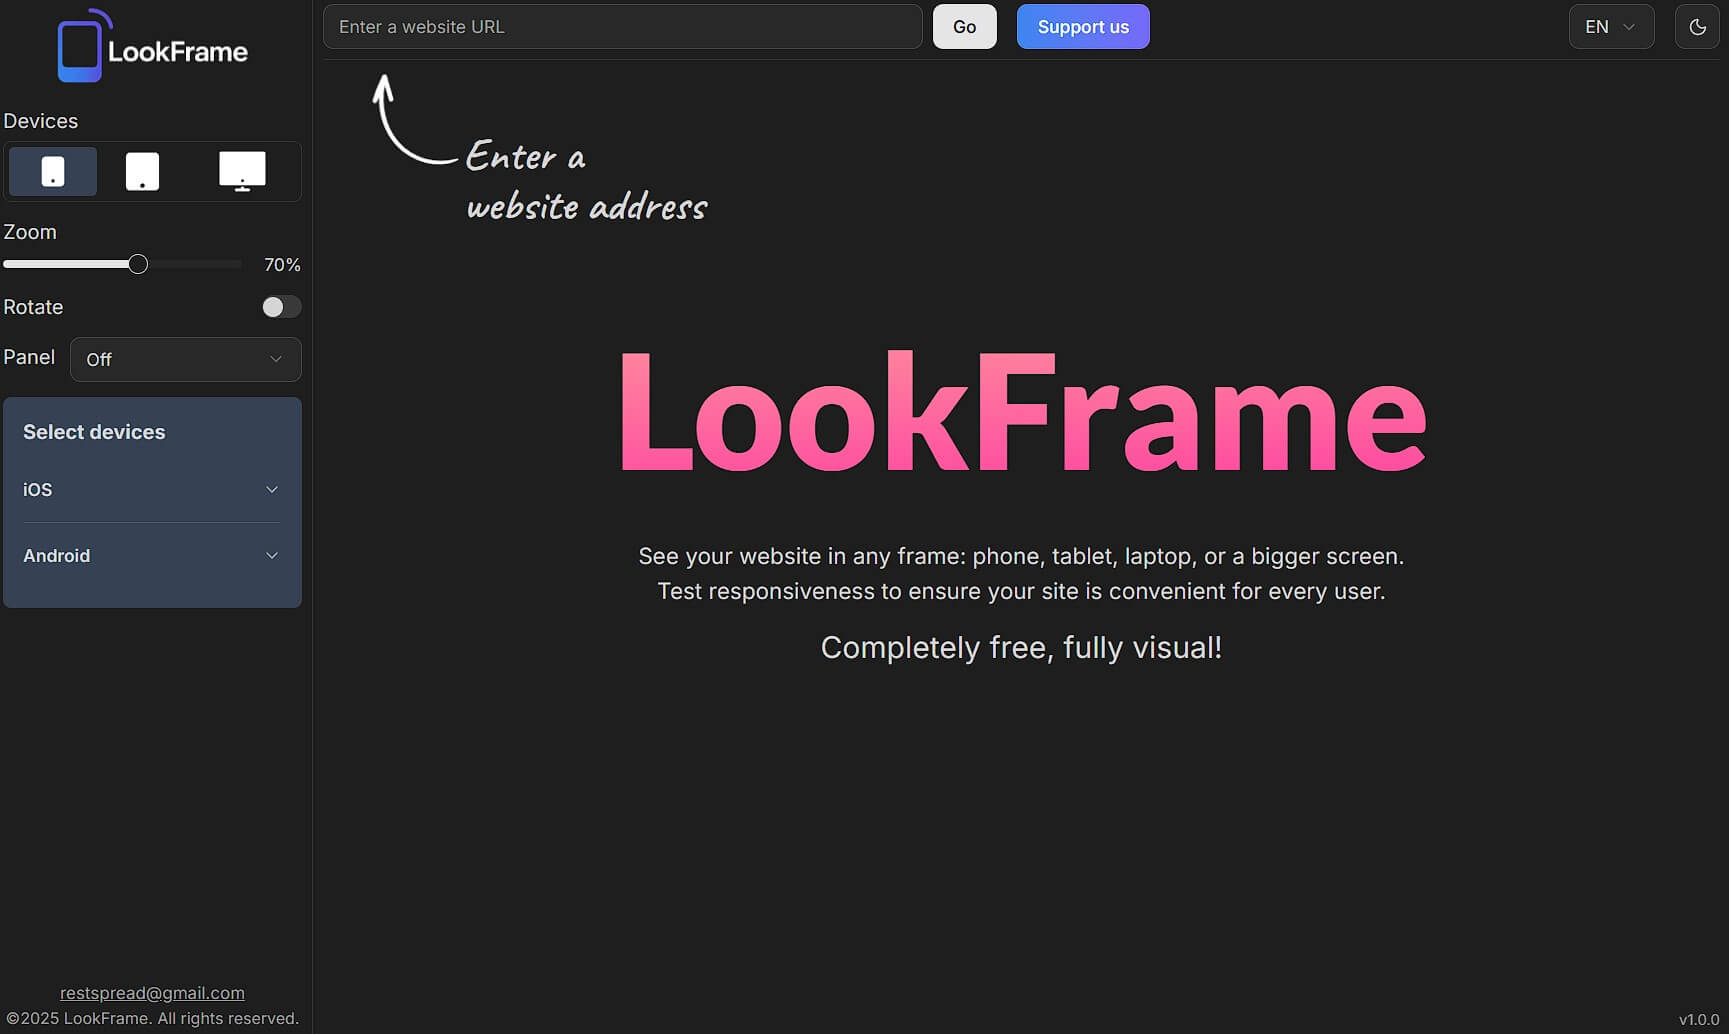 LookFrame
Devices
Zoom
70%
Rotate
Panel
Off
Select devices
iOS
Android
restspread@gmail.com
©2025 LookFrame. All rights reserved.
Enter a website URL
Go
Support us
EN
Enter a
website address
LookFrame
See your website in any frame: phone, tablet, laptop, or a bigger screen.
Test responsiveness to ensure your site is convenient for every user.
Completely free, fully visual!
v1.0.0